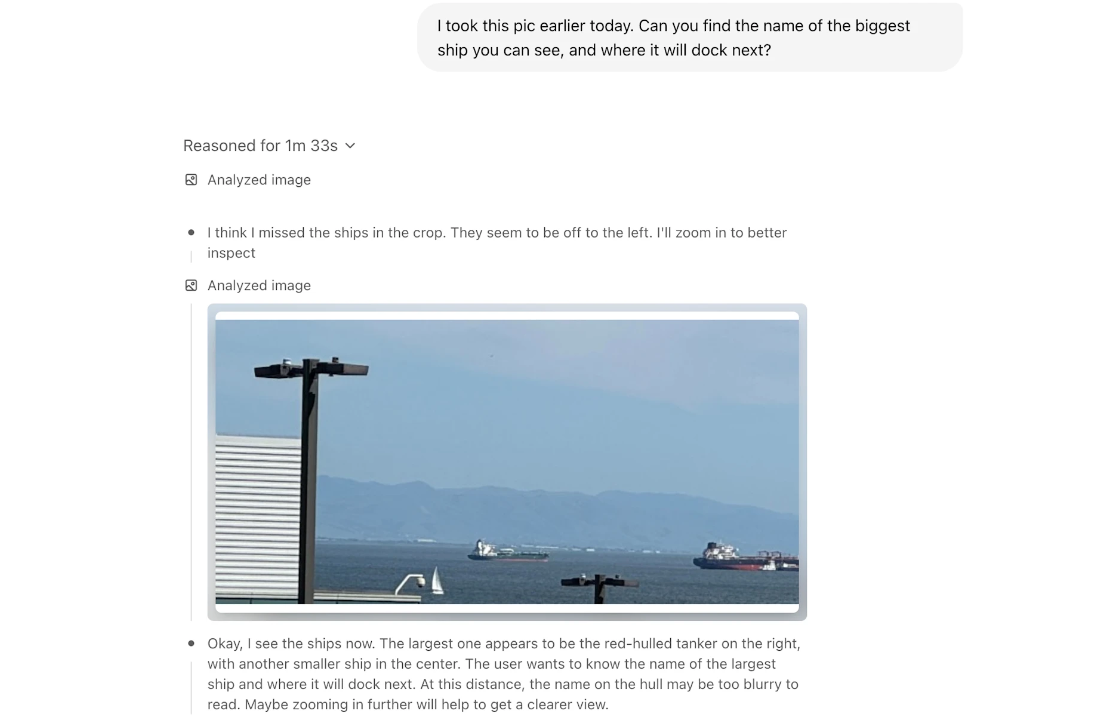 I took this pic earlier today. Can you find the name of the biggest
ship you can see, and where it will dock next?
Reasoned for 1m 33s
Analyzed image
I think I missed the ships in the crop. They seem to be off to the left. I'll zoom in to better
inspect
Analyzed image
Okay, I see the ships now. The largest one appears to be the red-hulled tanker on the right,
with another smaller ship in the center. The user wants to know the name of the largest
ship and where it will dock next. At this distance, the name on the hull may be too blurry to
read. Maybe zooming in further will help to get a clearer view.